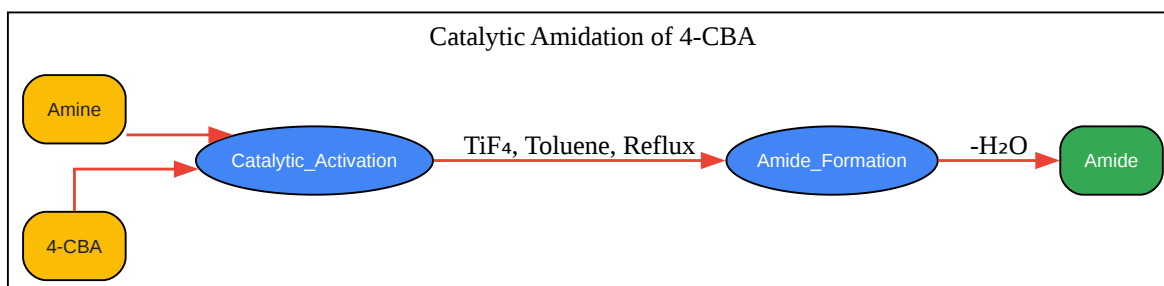 Catalytic Amidation of 4-CBA
Amine
4-CBA
Catalytic_Activation
TiF₄, Toluene, Reflux
Amide_Formation
-H₂O
Amide